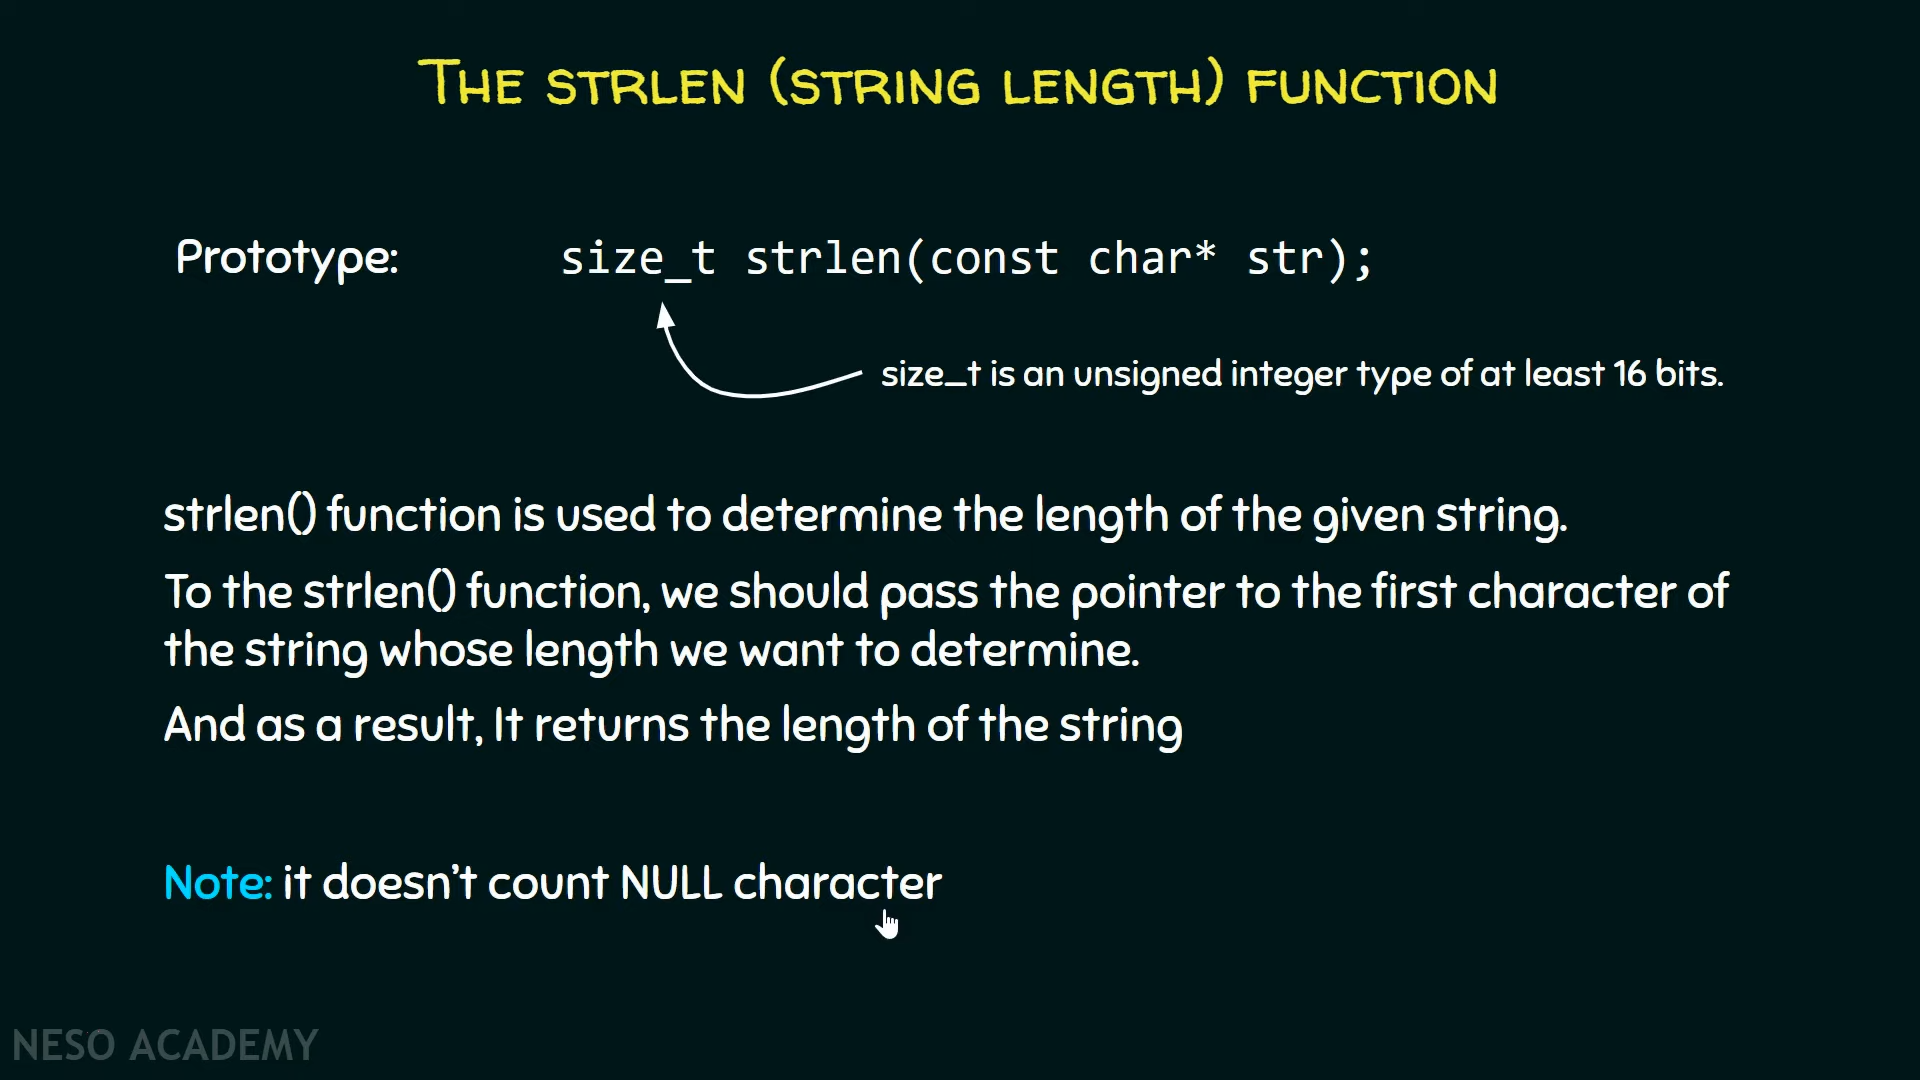 THE STRLEN (STRING LENGTH) FUNCTION
Prototype: size_t strlen(const char* str);
size_t is an unsigned integer type of at least 16 bits.
strlen() function is used to determine the length of the given string.
To the strlen() function, we should pass the pointer to the first character of
the string whose length we want to determine.
And as a result, It returns the length of the string
Note: it doesn't count NULL character
NESO ACADEMY